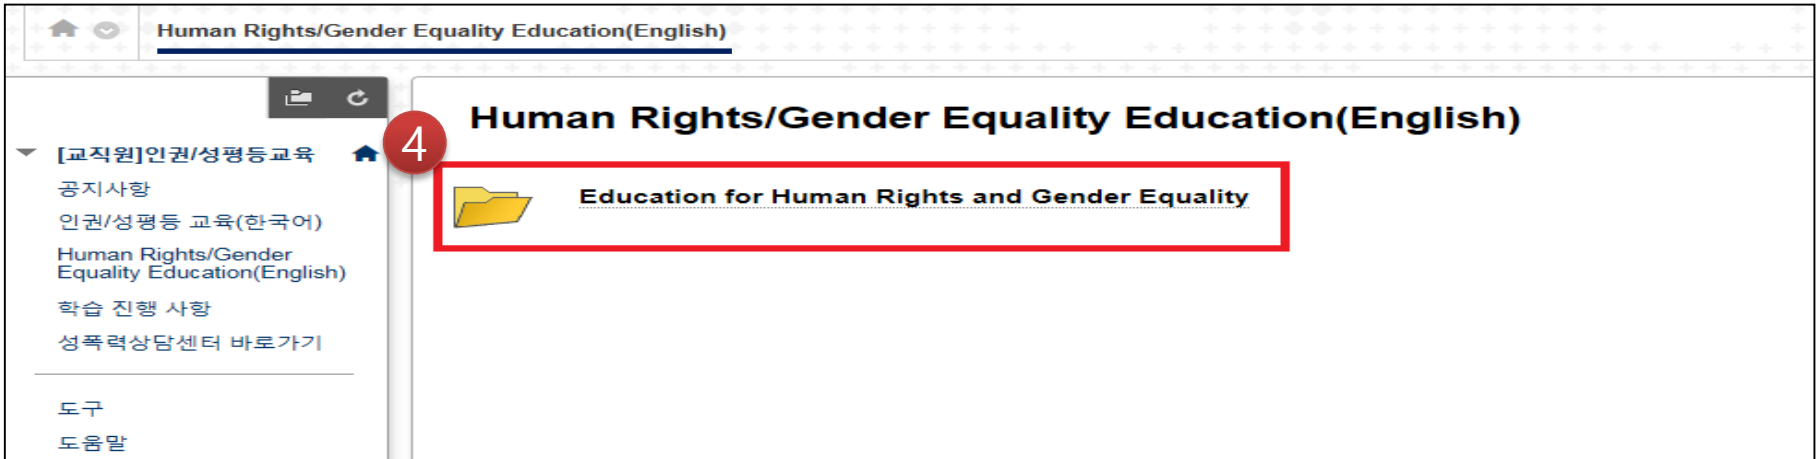 Human Rights/Gender Equality Education(English)
[교직원]인권/성평등교육
공지사항
인권/성평등 교육(한국어)
Human Rights/Gender
Equality Education(English)
학습 진행 사항
성폭력상담센터 바로가기
도구
도움말
Human Rights/Gender Equality Education(English)
4
Education for Human Rights and Gender Equality